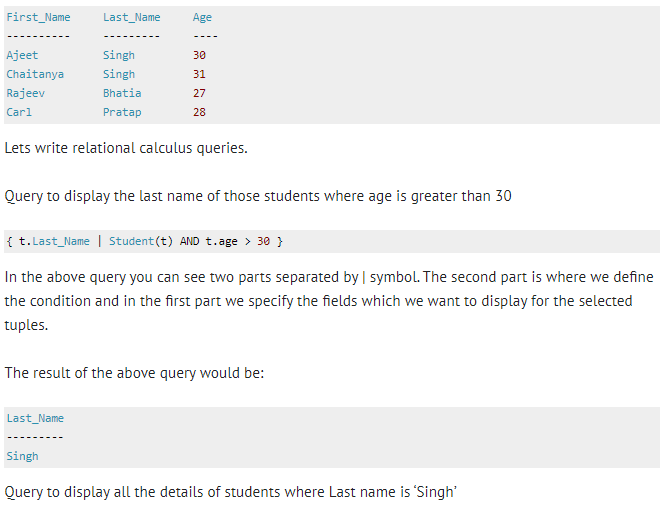 First_Name Last_Name Age
---------- --------- ----
Ajeet Singh 30
Chaitanya Singh 31
Rajeev Bhatia 27
Carl Pratap 28
Lets write relational calculus queries.
Query to display the last name of those students where age is greater than 30
{ t.Last_Name | Student(t) AND t.age > 30 }
In the above query you can see two parts separated by | symbol. The second part is where we define
the condition and in the first part we specify the fields which we want to display for the selected
tuples.
The result of the above query would be:
Last_Name
---------
Singh
Query to display all the details of students where Last name is ‘Singh’